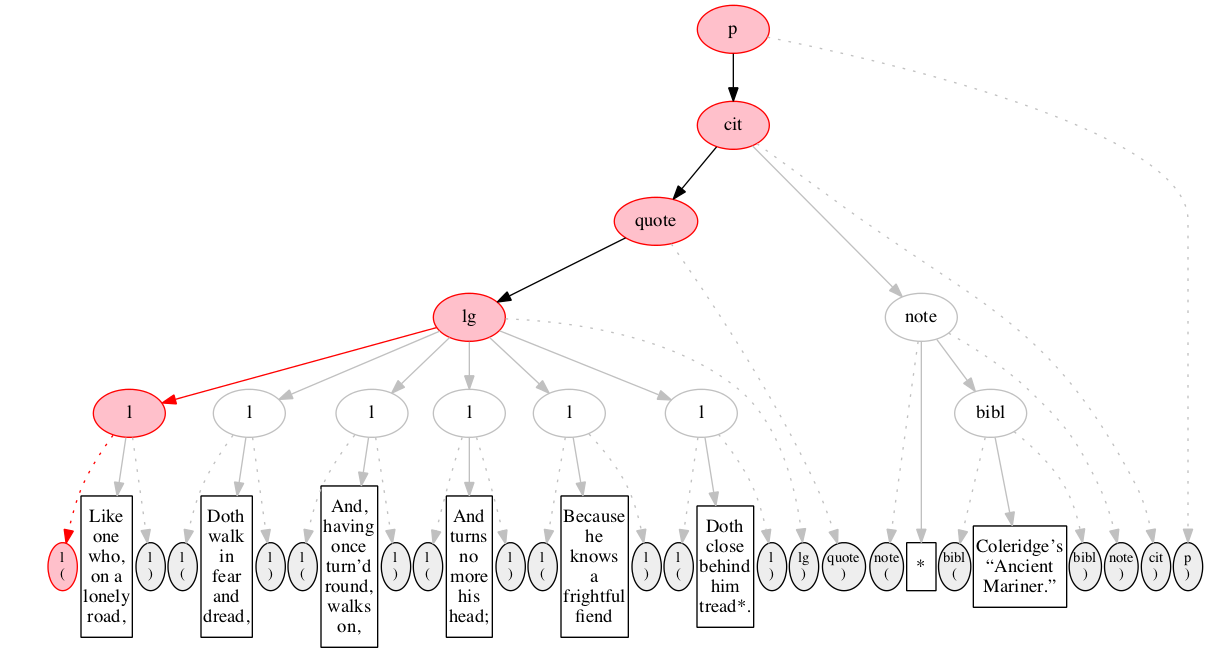 p
cit
quote
lg
note
l
l
l
l
l
l
bibl
l
(
Like
one
who,
on a
lonely
road,
l
)
l
(
Doth
walk
in
fear
and
dread,
l
)
l
(
And,
having
once
turn’d
round,
walks
on,
l
)
l
(
And
turns
no
more
his
head;
l
)
l
(
Because
he
knows
a
frightful
fiend
l
)
l
(
Doth
close
behind
him
tread*.
l
)
lg
)
quote
)
note
(
*
bibl
(
Coleridge’s
“Ancient
Mariner.”
bibl
)
note
)
cit
)
p
)